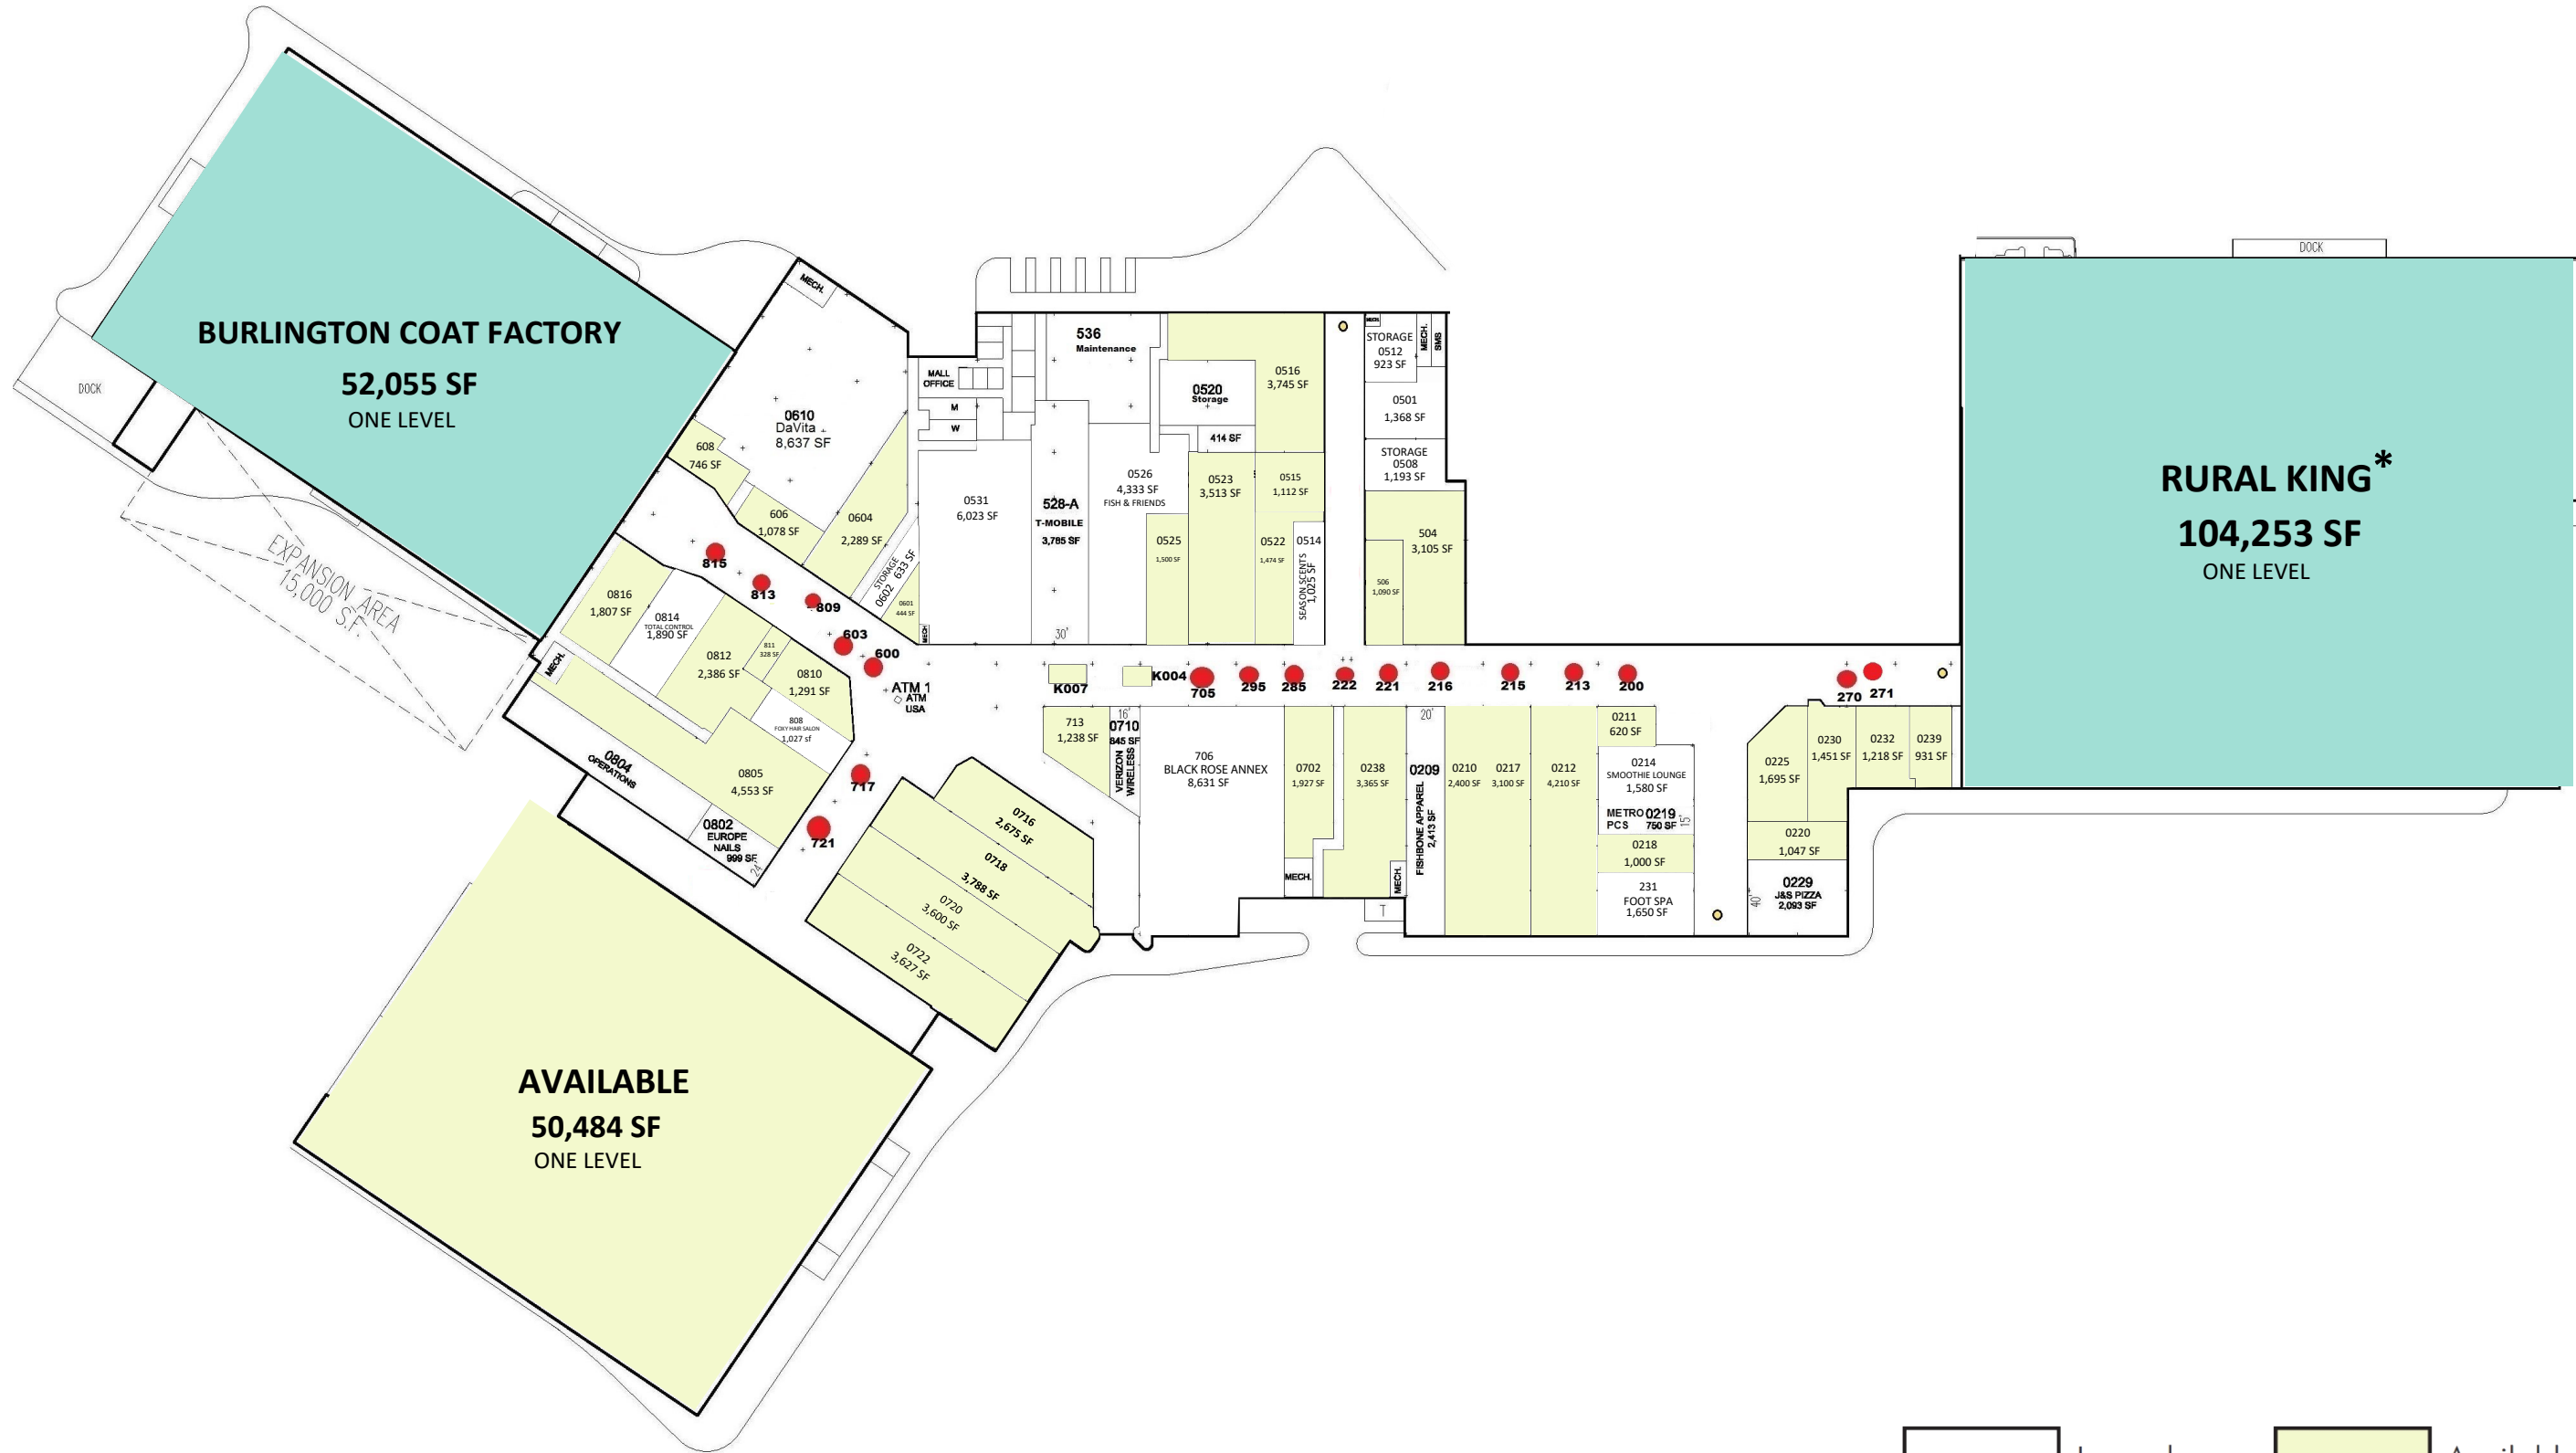 BURLINGTON COAT FACTORY
52,055 SF
ONE LEVEL
DOCK
EXPANSION AREA
15,000 S.F.
MECH.
0610
DaVita
8,637 SF
608
746 SF
606
1,078 SF
0604
2,289 SF
STORAGE
0602 633 SF
0601
444 SF
MECH
MALL
OFFICE
M
W
536
Maintenance
0531
6,023 SF
528-A
T-MOBILE
3,785 SF
30'
0526
4,333 SF
FISH & FRIENDS
0525
1,500 SF
0520
Storage
414 SF
0523
3,513 SF
0516
3,745 SF
0515
1,112 SF
0522
1,474 SF
0514
SEASON SCENTS
1,025 SF
MECH.
STORAGE
0512
923 SF
MECH.
SMS
0501
1,368 SF
STORAGE
0508
1,193 SF
504
3,105 SF
506
1,090 SF
DOCK
RURAL KING*
104,253 SF
ONE LEVEL
815
813
809
603
600
ATM 1
ATM
USA
K007
K004
705
295
285
222
221
216
215
213
200
270
271
0816
1,807 SF
0814
TOTAL CONTROL
1,890 SF
0812
2,386 SF
811
328 SF
0810
1,291 SF
808
FOXY HAIR SALON
1,027 sf
MECH.
0804
OPERATIONS
0805
4,553 SF
0802
EUROPE
NAILS
999 SF
24'
717
721
0716
2,675 SF
0718
3,788 SF
0720
3,600 SF
0722
3,627 SF
713
1,238 SF
16'
0710
845 SF
VERIZON
WIRELESS
706
BLACK ROSE ANNEX
8,631 SF
0702
1,927 SF
MECH.
0238
3,365 SF
MECH.
T
20'
0209
FISHBONE APPAREL
2,413 SF
0210
2,400 SF
0217
3,100 SF
0212
4,210 SF
0211
620 SF
0214
SMOOTHIE LOUNGE
1,580 SF
METRO 0219
PCS 750 SF
15'
0218
1,000 SF
231
FOOT SPA
1,650 SF
0225
1,695 SF
0230
1,451 SF
0232
1,218 SF
0239
931 SF
0220
1,047 SF
0229
J&S PIZZA
2,093 SF
40'
AVAILABLE
50,484 SF
ONE LEVEL